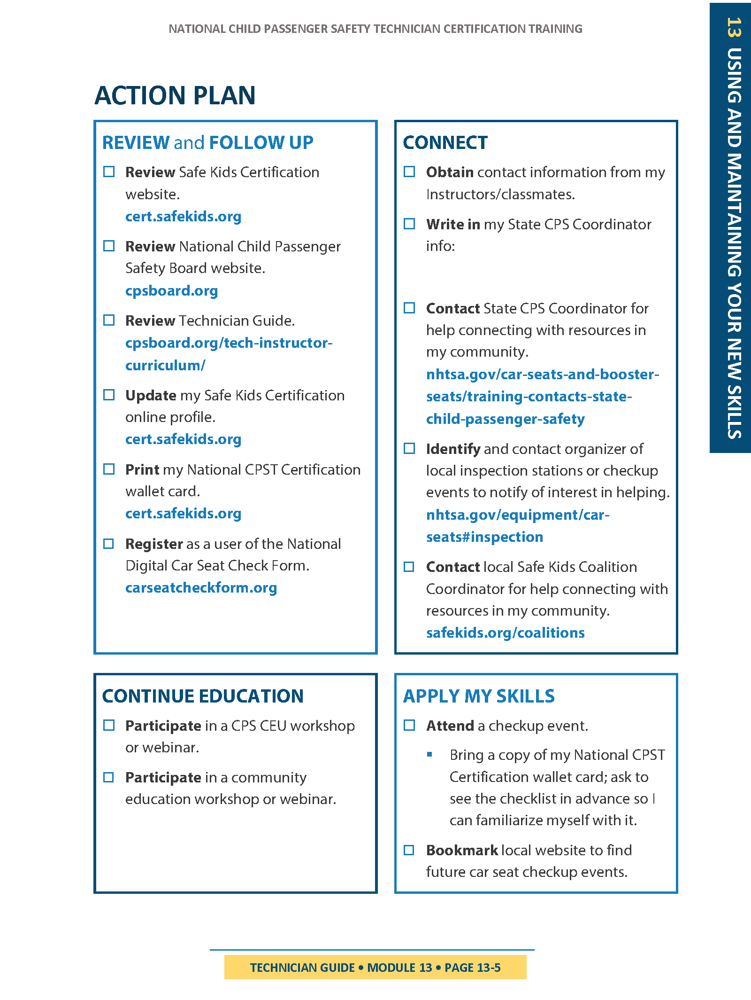 NATIONAL CHILD PASSENGER SAFETY TECHNICIAN CERTIFICATION TRAINING
13 USING AND MAINTAINING YOUR NEW SKILLS
ACTION PLAN
REVIEW and FOLLOW UP
Review Safe Kids Certification
website.
cert.safekids.org
Review National Child Passenger
Safety Board website.
cpsboard.org
Review Technician Guide.
cpsboard.org/tech-instructor-
curriculum/
Update my Safe Kids Certification
online profile.
cert.safekids.org
Print my National CPST Certification
wallet card.
cert.safekids.org
Register as a user of the National
Digital Car Seat Check Form.
carseatcheckform.org
CONNECT
Obtain contact information from my
Instructors/classmates.
Write in my State CPS Coordinator
info:
Contact State CPS Coordinator for
help connecting with resources in
my community.
nhtsa.gov/car-seats-and-booster-
seats/training-contacts-state-
child-passenger-safety
Identify and contact organizer of
local inspection stations or checkup
events to notify of interest in helping.
nhtsa.gov/equipment/car-
seats#inspection
Contact local Safe Kids Coalition
Coordinator for help connecting with
resources in my community.
safekids.org/coalitions
CONTINUE EDUCATION
Participate in a CPS CEU workshop
or webinar.
Participate in a community
education workshop or webinar.
APPLY MY SKILLS
Attend a checkup event.
▪ Bring a copy of my National CPST
Certification wallet card; ask to
see the checklist in advance so I
can familiarize myself with it.
Bookmark local website to find
future car seat checkup events.
TECHNICIAN GUIDE • MODULE 13 • PAGE 13-5